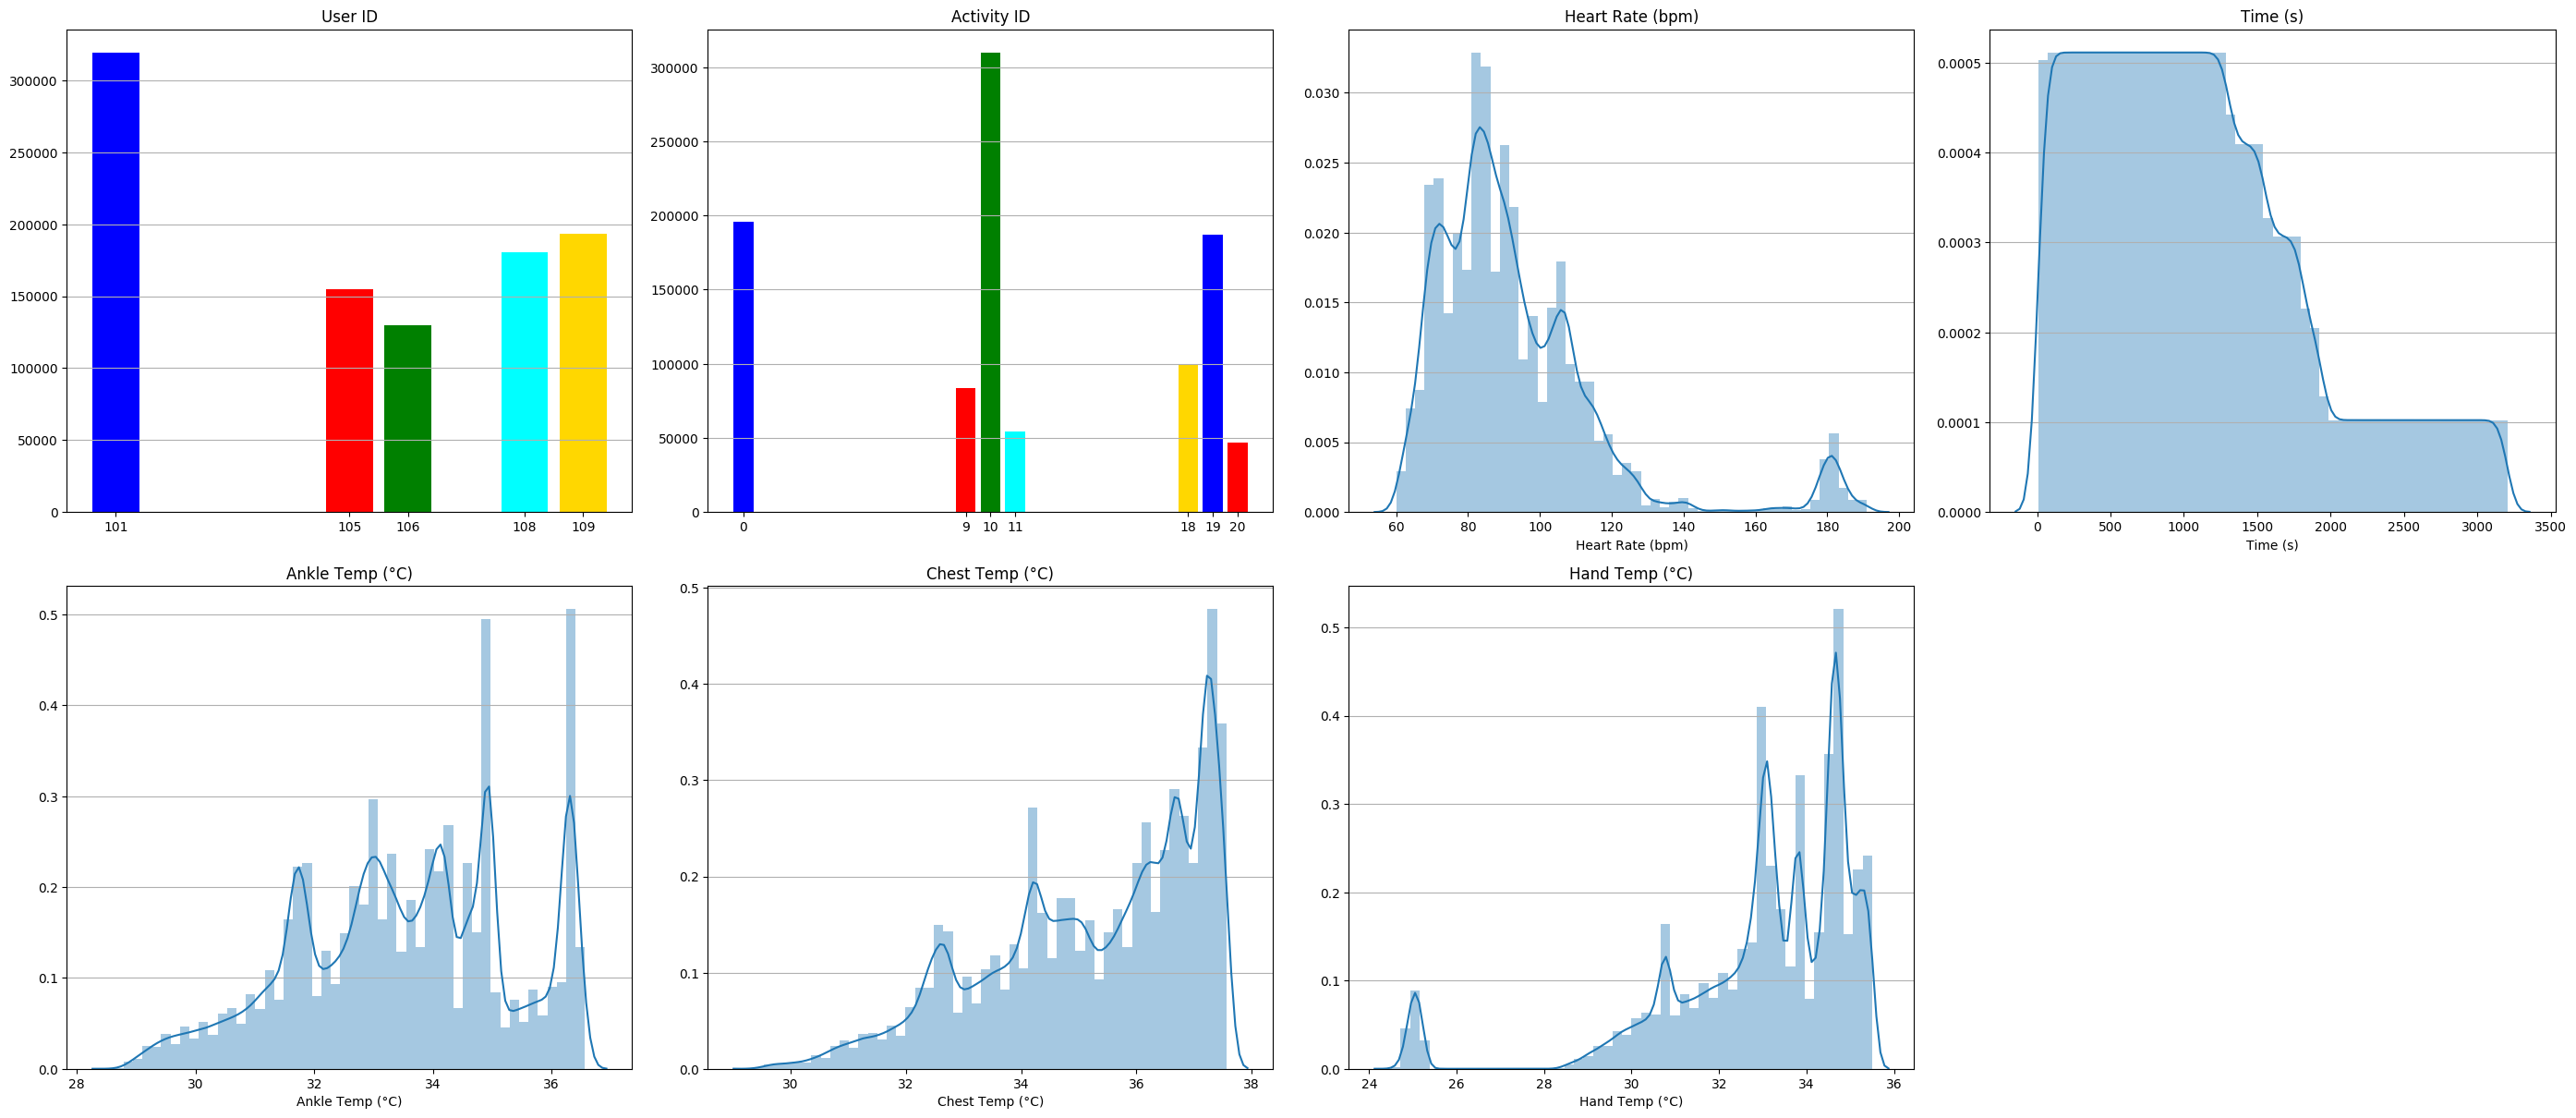 User ID
300000
250000
200000
150000
100000
50000
0
101 105 106 108 109
Activity ID
300000
250000
200000
150000
100000
50000
0
0 9 10 11 18 19 20
Heart Rate (bpm)
0.030
0.025
0.020
0.015
0.010
0.005
0.000
60 80 100 120 140 160 180 200
Heart Rate (bpm)
Time (s)
0.0005
0.0004
0.0003
0.0002
0.0001
0.0000
0 500 1000 1500 2000 2500 3000 3500
Time (s)
Ankle Temp (°C)
0.5
0.4
0.3
0.2
0.1
0.0
28 30 32 34 36
Ankle Temp (°C)
Chest Temp (°C)
0.5
0.4
0.3
0.2
0.1
0.0
30 32 34 36 38
Chest Temp (°C)
Hand Temp (°C)
0.5
0.4
0.3
0.2
0.1
0.0
24 26 28 30 32 34 36
Hand Temp (°C)